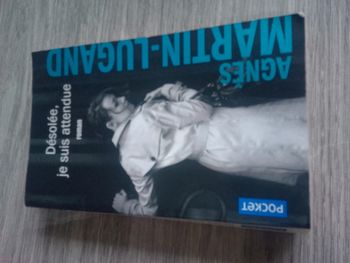 AGNÈS
MARTIN-LUGAND
Désolée,
je suis attendue
roman
POCKET